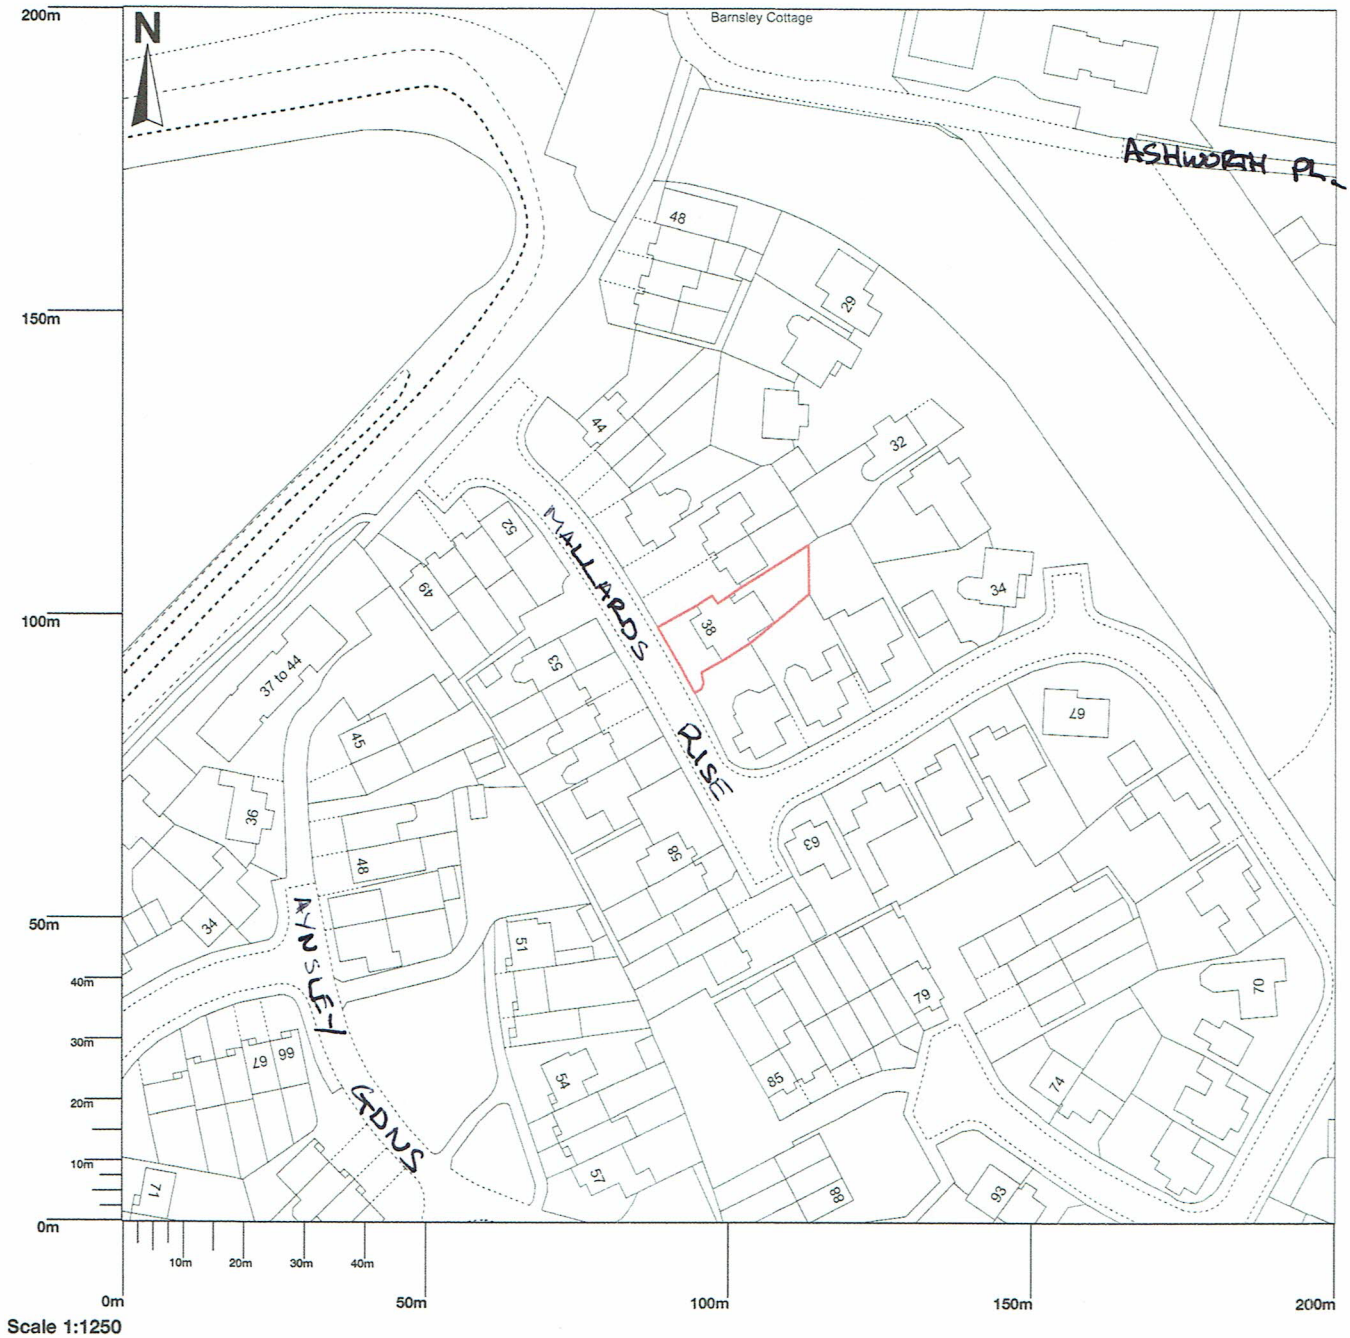 200m
N
Barnsley Cottage
ASHWORTH PL.
48
29
150m
44
32
52
MALLARDS
49
34
100m
38
53
37 to 44
67
45
RISE
36
63
58
48
50m
34
AYNSLEY
51
70
40m
79
30m
66
67
85
54
74
20m
GDNS
10m
57
71
88
93
0m
10m
20m
30m
40m
0m
50m
100m
150m
200m
Scale 1:1250